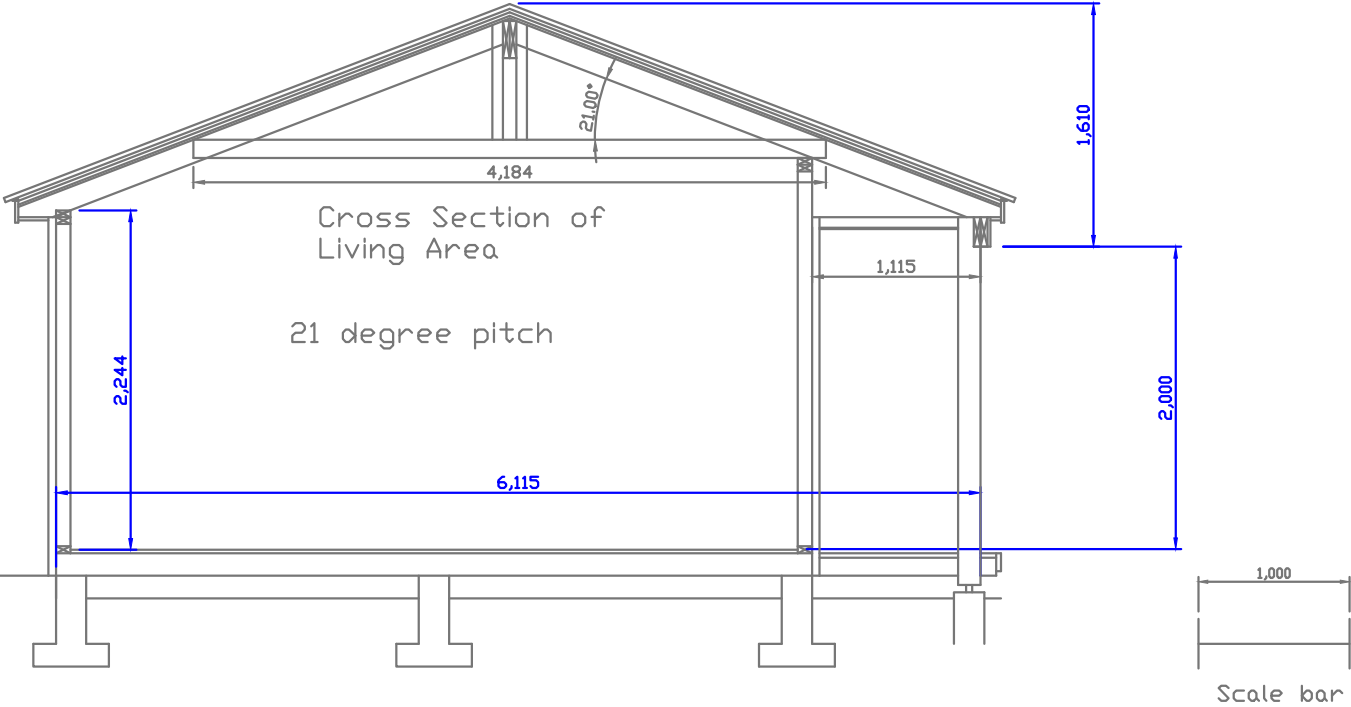 1,610
21.00°
4,184
Cross Section of
Living Area
1,115
21 degree pitch
2,244
2,000
6,115
1,000
Scale bar